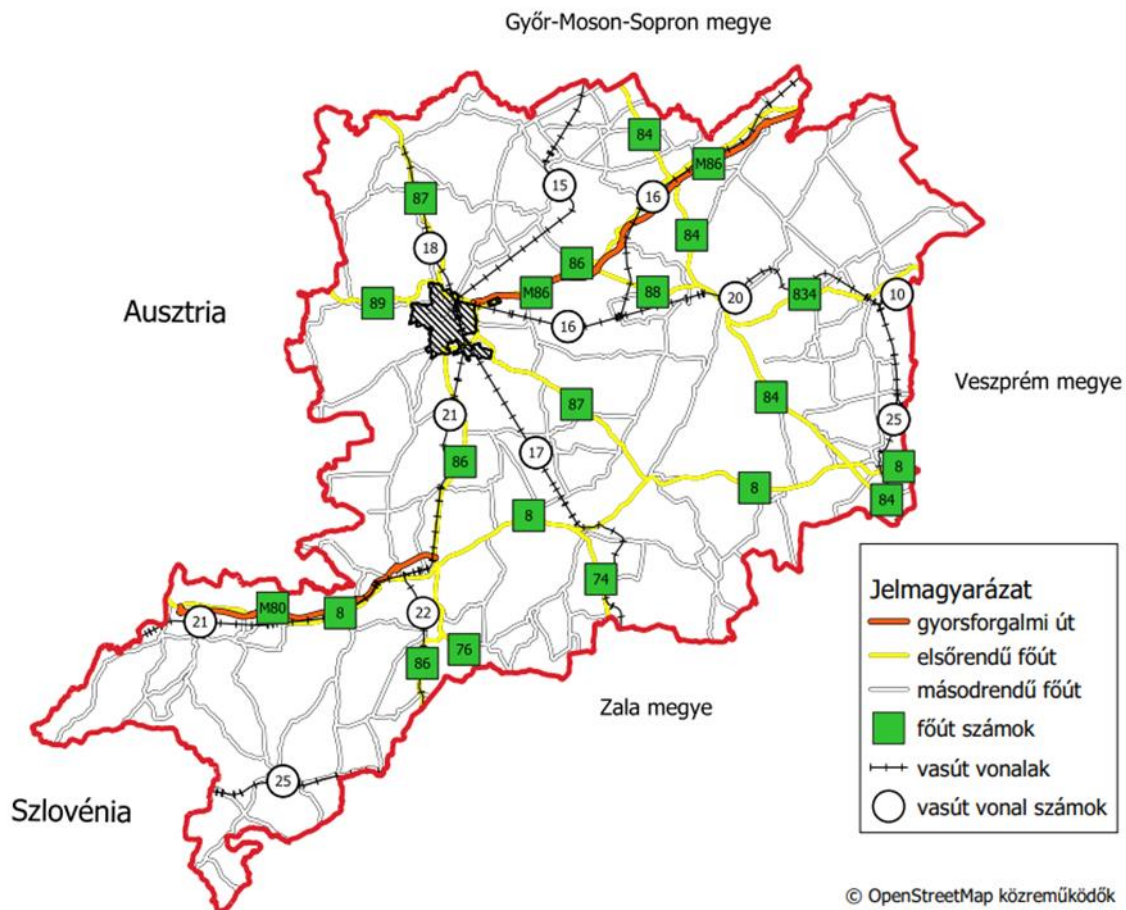 Győr-Moson-Sopron megye
84
M86
15
16
87
84
18
86
M86
88
20
834
10
89
Ausztria
16
Veszprém megye
84
87
21
25
17
86
8
8
8
84
74
M80
8
22
21
76
86
Zala megye
25
Szlovénia
Jelmagyarázat
gyorsforgalmi út
elsőrendű főút
másodrendű főút
főút számok
vasút vonalak
vasút vonal számok
© OpenStreetMap közreműködők